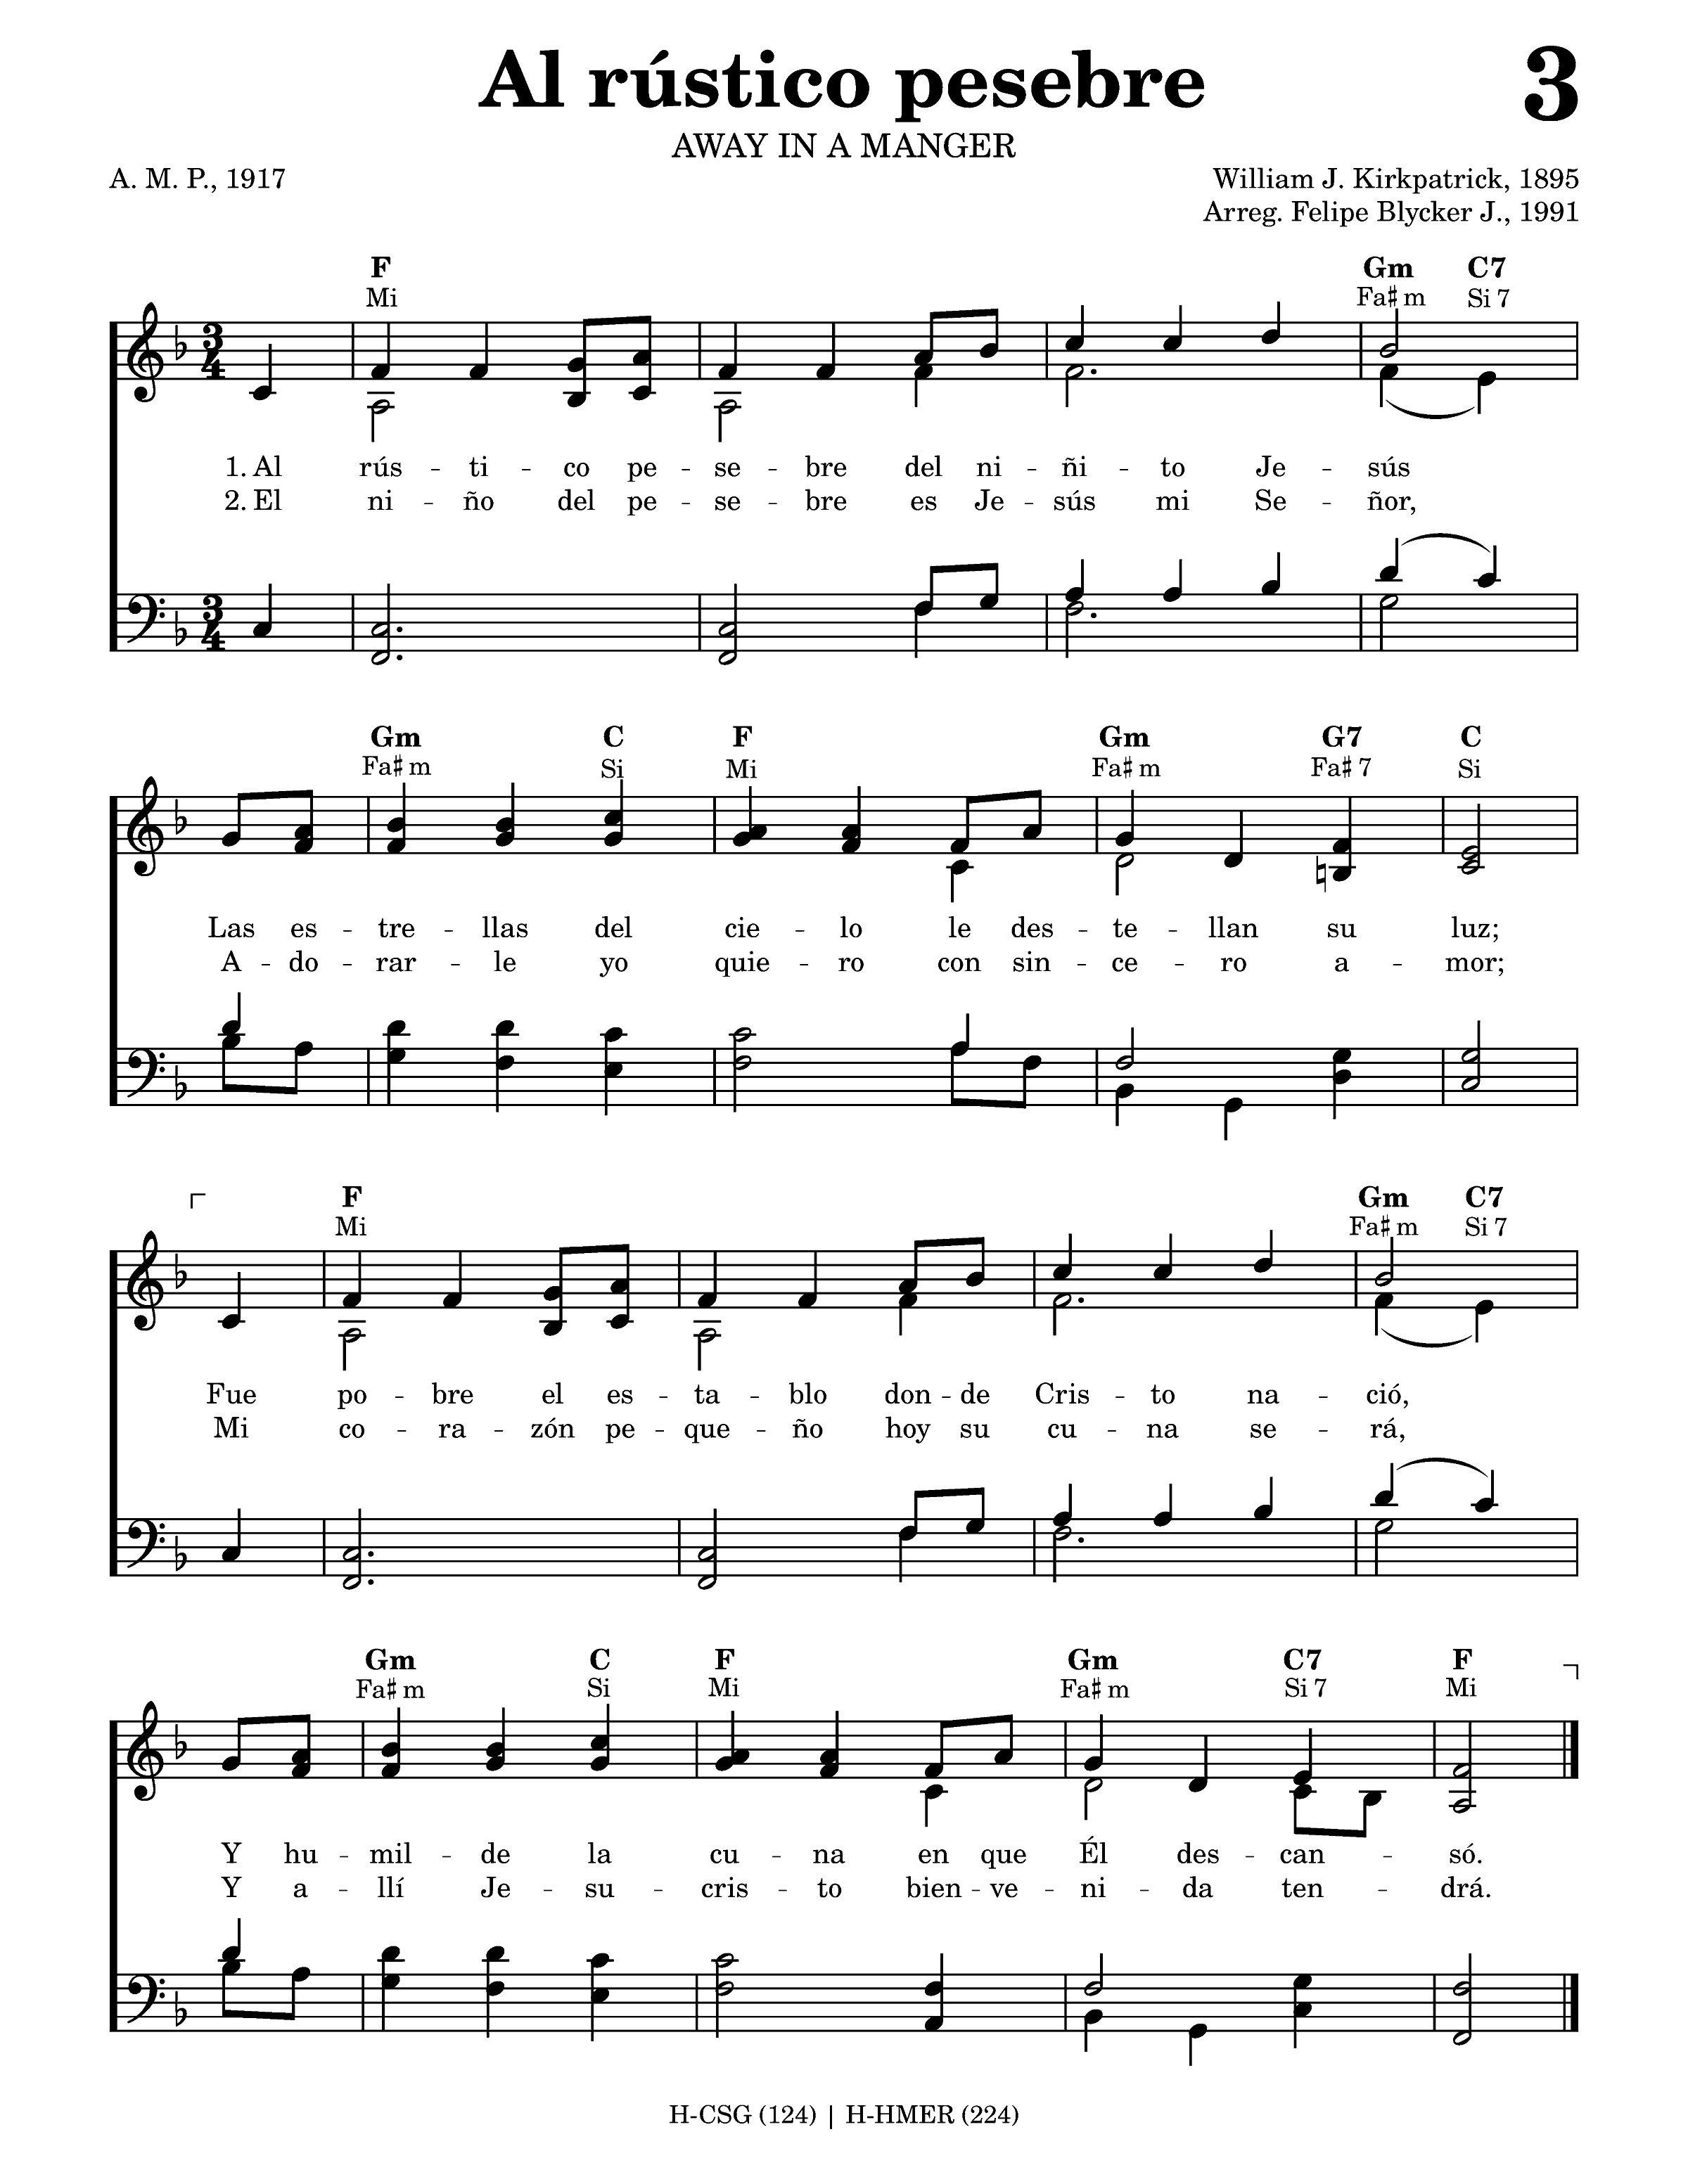 Al rústico pesebre
3
AWAY IN A MANGER
A. M. P., 1917
William J. Kirkpatrick, 1895
Arreg. Felipe Blycker J., 1991
F Gm C7
Mi Fa♯m Si 7
3/4
1. Al rús - ti - co pe - se - bre del ni - ñi - to Je - sús
2. El ni - ño del pe - se - bre es Je - sús mi Se - ñor,
3/4
Gm C F Gm G7 C
Fa♯m Si Mi Fa♯m Fa♯7 Si
Las es - tre - llas del cie - lo le des - te - llan su luz;
A - do - rar - le yo quie - ro con sin - ce - ro a - mor;
F Gm C7
Mi Fa♯m Si 7
Fue po - bre el es - ta - blo don - de Cris - to na - ció,
Mi co - ra - zón pe - que - ño hoy su cu - na se - rá,
Gm C F Gm C7 F
Fa♯m Si Mi Fa♯m Si 7 Mi
Y hu - mil - de la cu - na en que Él des - can - só.
Y a - llí Je - su - cris - to bien - ve - ni - da ten - drá.
H-CSG (124) | H-HMER (224)